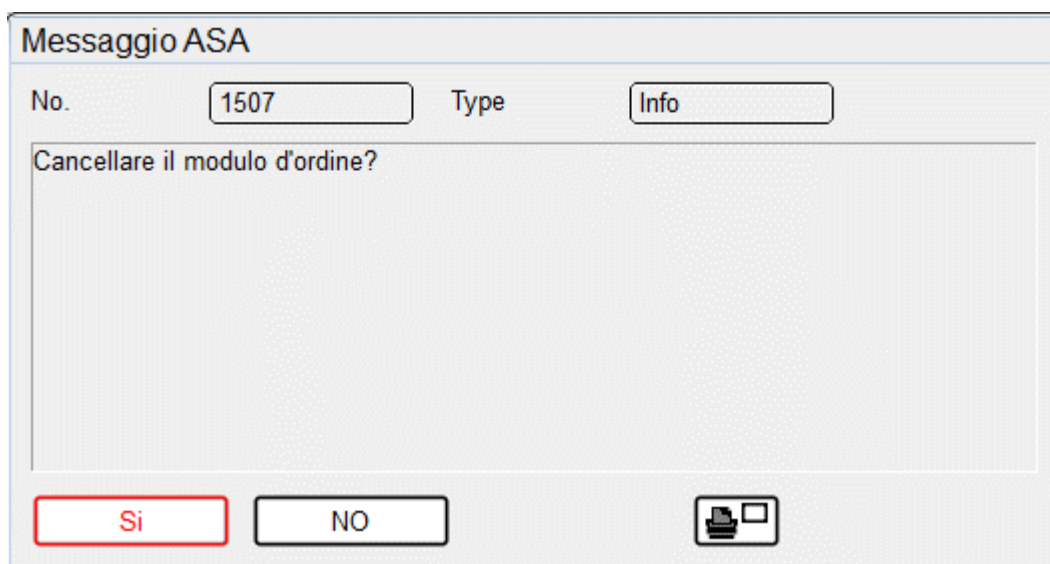 Messaggio ASA
No. 1507 Type Info
Cancellare il modulo d'ordine?
Si NO